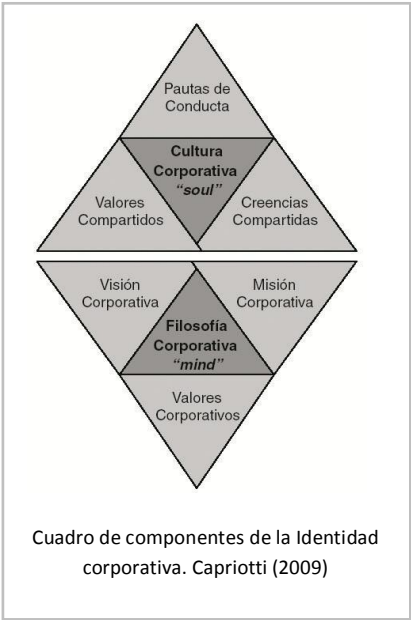 Pautas de
Conducta
Cultura
Corporativa
"soul"
Valores
Compartidos
Creencias
Compartidas
Visión
Corporativa
Misión
Corporativa
Filosofía
Corporativa
"mind"
Valores
Corporativos
Cuadro de componentes de la Identidad
corporativa. Capriotti (2009)